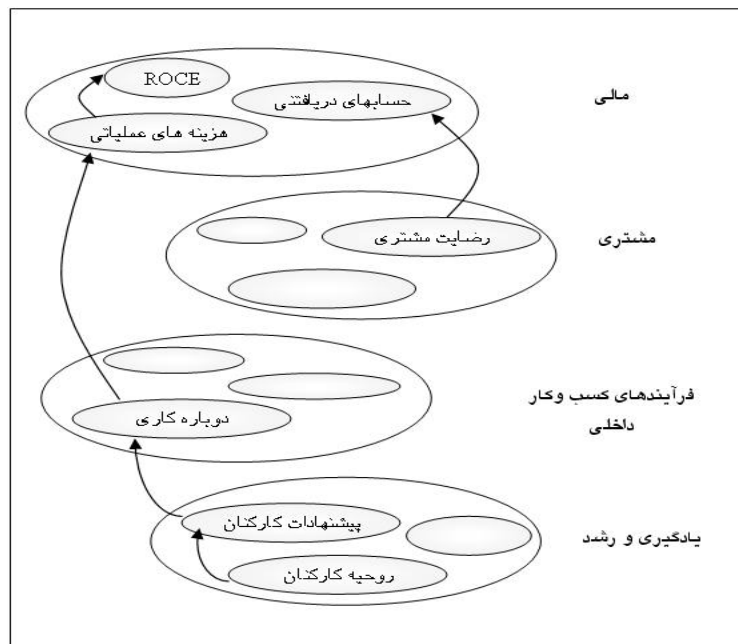 ROCE
حسابهای دریافتنی
مالی
هزینه های عملیاتی
رضایت مشتری
مشتری
فرآیندهای کسب وکار
داخلی
دوباره کاری
پیشنهادات کارکنان
یادگیری و رشد
روحیه کارکنان